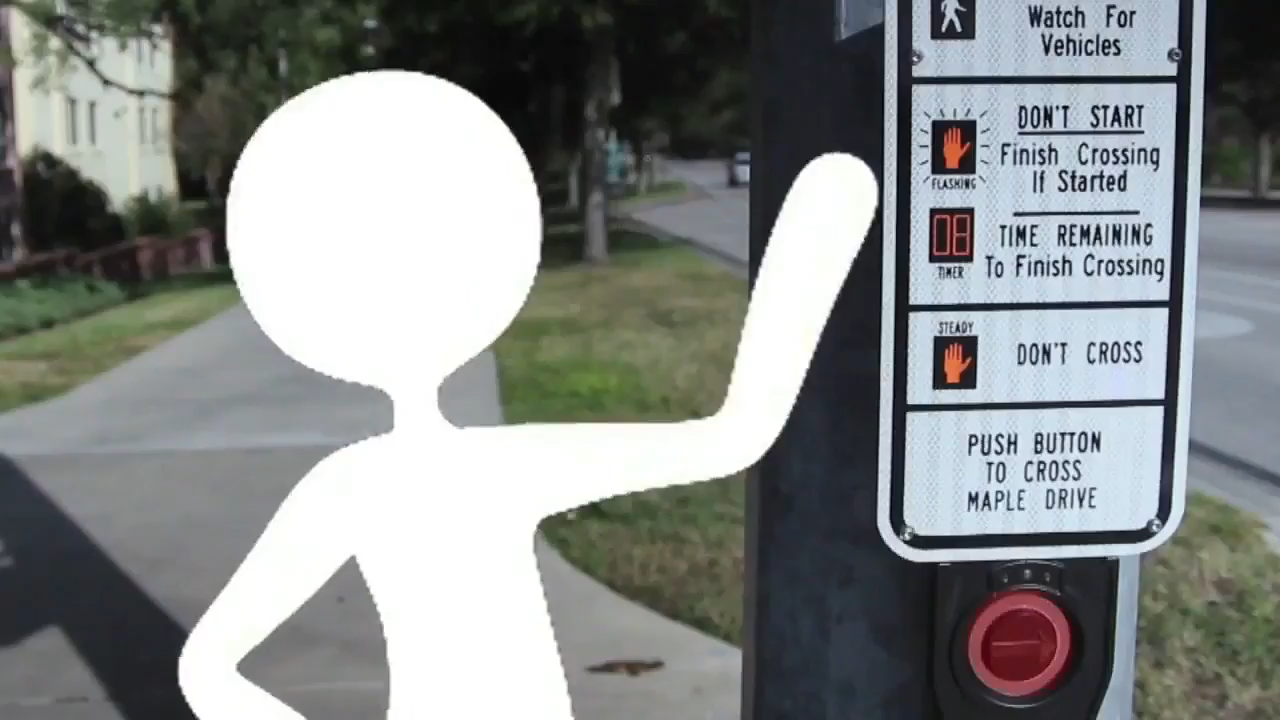 Watch For
Vehicles
DON'T START
Finish Crossing
If Started
FLASHING
08
TIME REMAINING
To Finish Crossing
TIMER
STEADY
DON'T CROSS
PUSH BUTTON
TO CROSS
MAPLE DRIVE